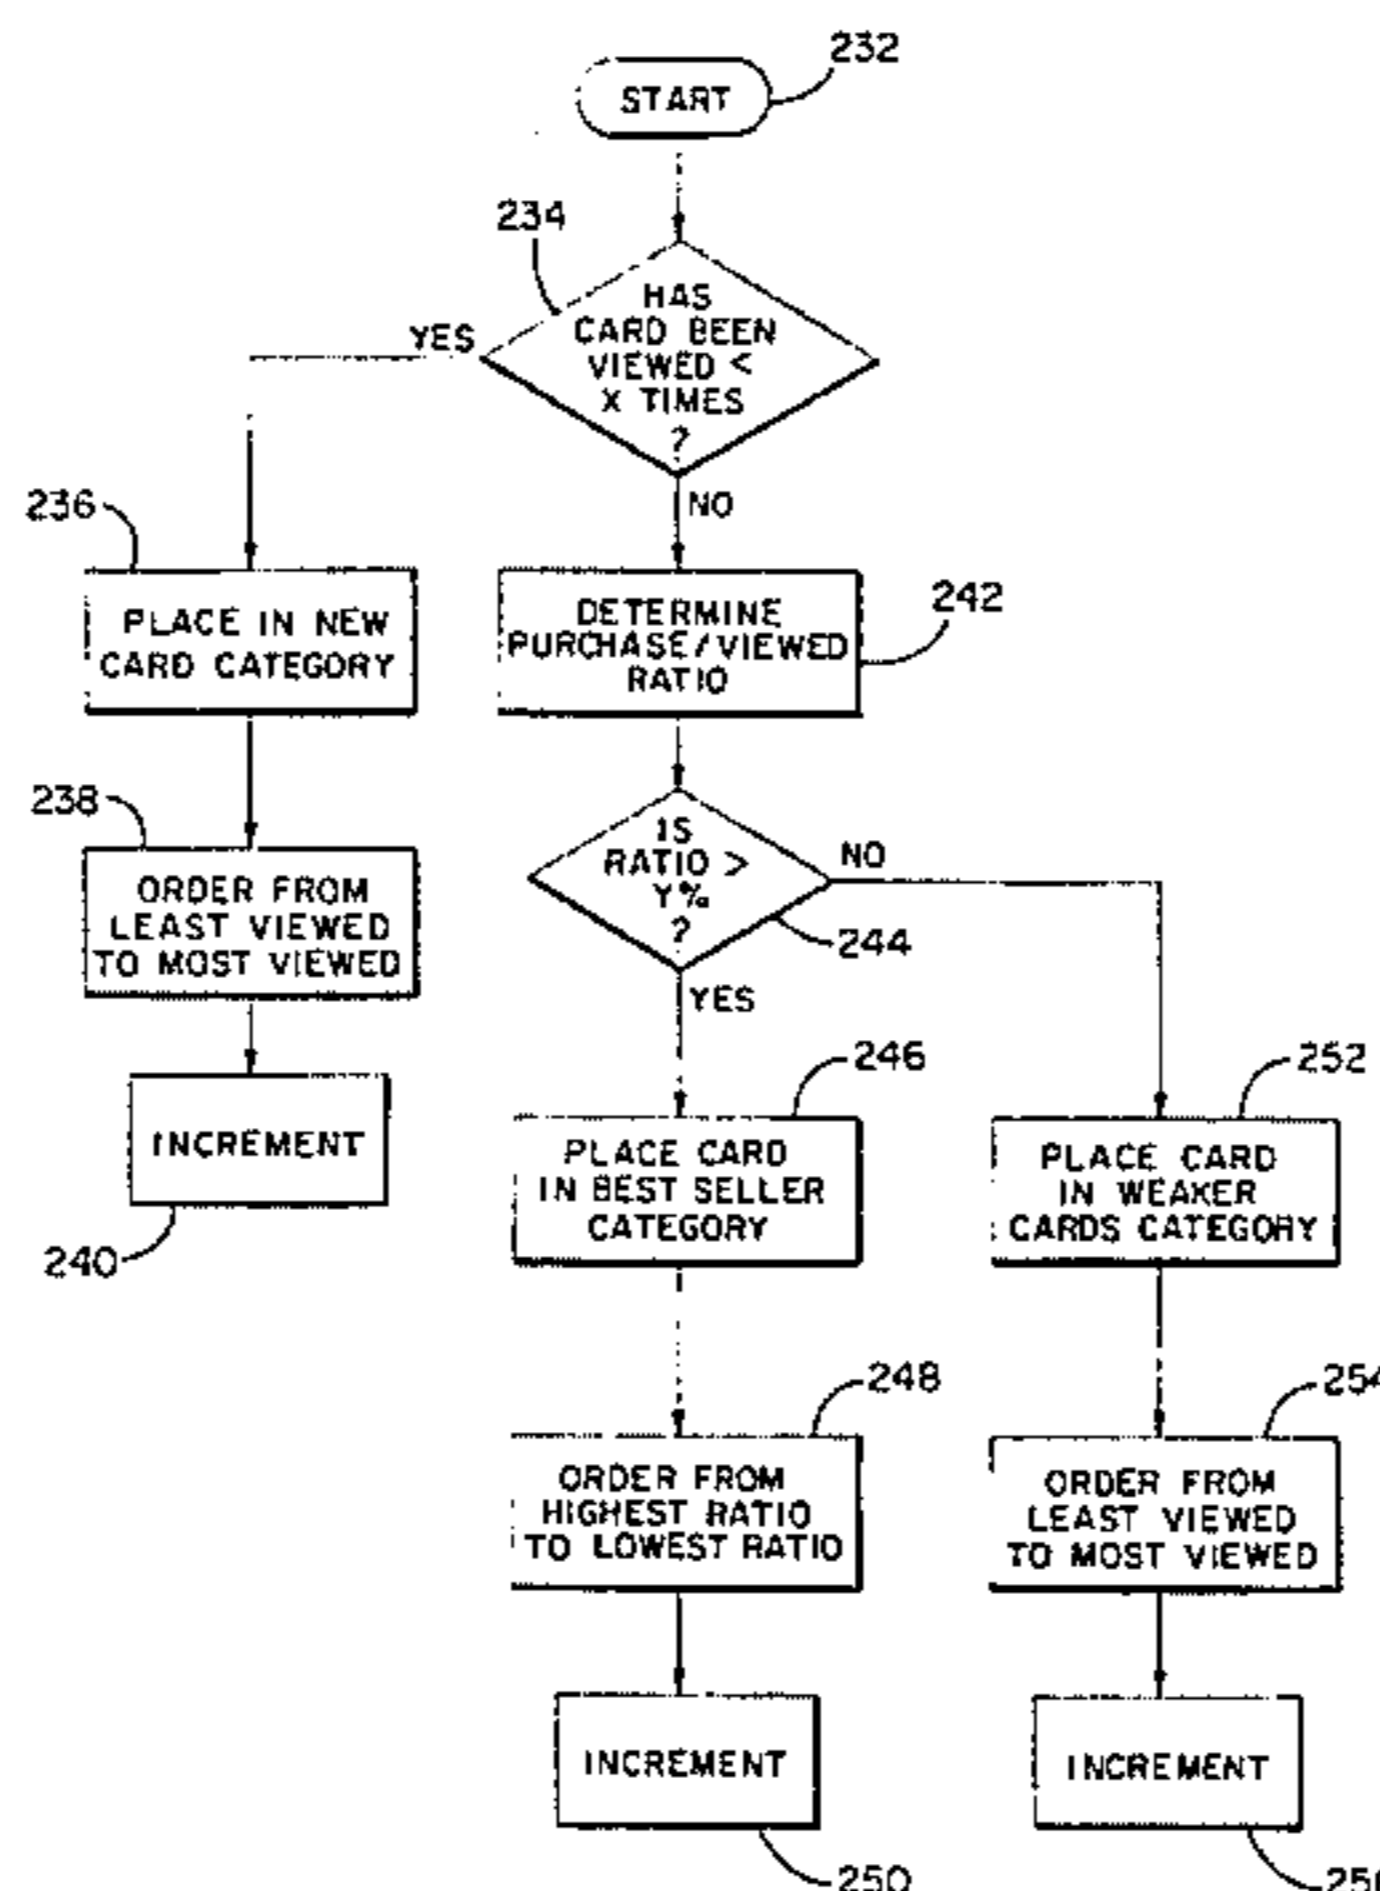 232
START
234
HAS
CARD BEEN
VIEWED <
X TIMES
?
YES
NO
236
PLACE IN NEW
CARD CATEGORY
242
DETERMINE
PURCHASE/VIEWED
RATIO
238
ORDER FROM
LEAST VIEWED
TO MOST VIEWED
IS
RATIO >
Y%
?
NO
244
YES
INCREMENT
240
246
PLACE CARD
IN BEST SELLER
CATEGORY
252
PLACE CARD
IN WEAKER
CARDS CATEGORY
248
ORDER FROM
HIGHEST RATIO
TO LOWEST RATIO
254
ORDER FROM
LEAST VIEWED
TO MOST VIEWED
INCREMENT
250
INCREMENT